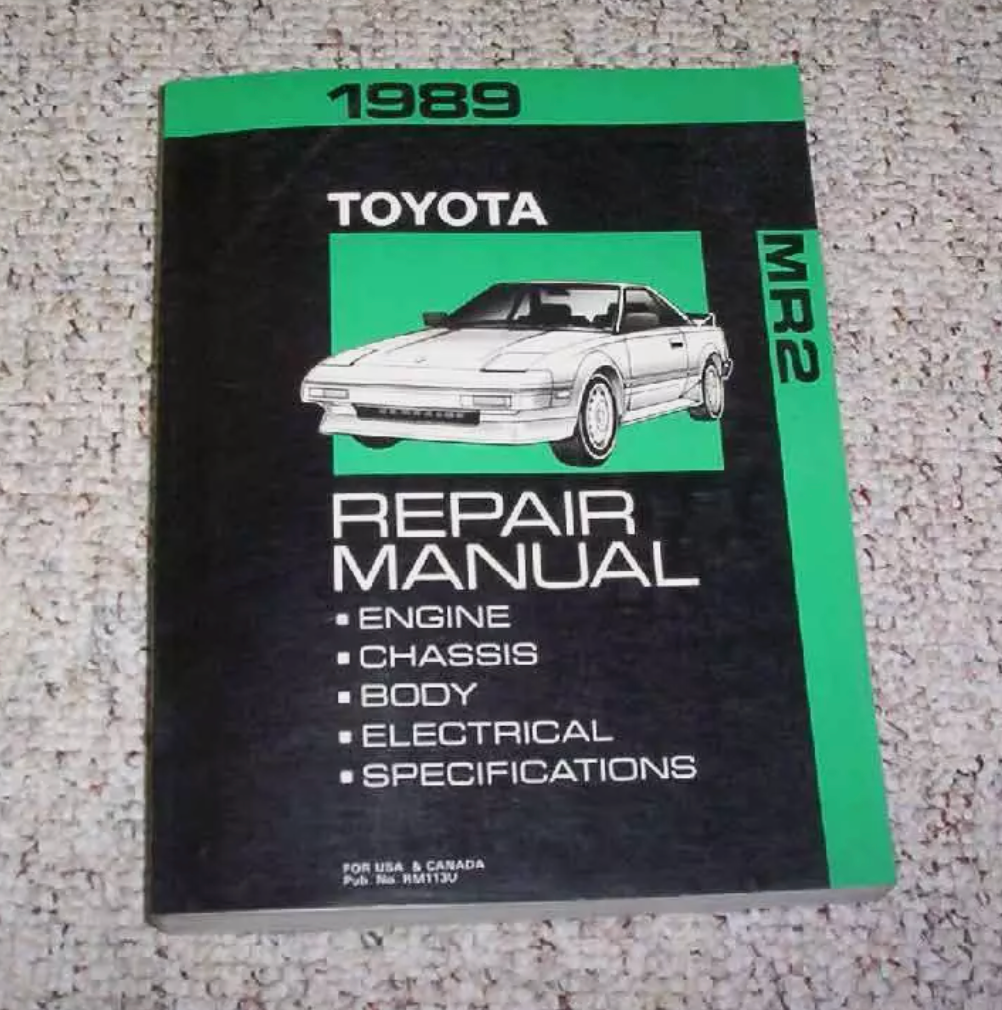 1989
TOYOTA
MR2
REPAIR
MANUAL
▪ ENGINE
▪ CHASSIS
▪ BODY
▪ ELECTRICAL
▪ SPECIFICATIONS
FOR USA & CANADA
Pub. No. RM113U